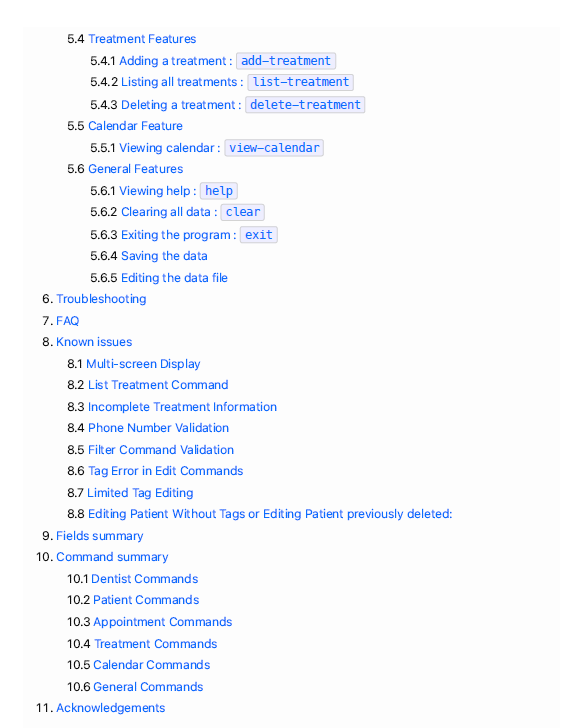 5.4 Treatment Features
5.4.1 Adding a treatment : add-treatment
5.4.2 Listing all treatments : list-treatment
5.4.3 Deleting a treatment : delete-treatment
5.5 Calendar Feature
5.5.1 Viewing calendar : view-calendar
5.6 General Features
5.6.1 Viewing help : help
5.6.2 Clearing all data : clear
5.6.3 Exiting the program : exit
5.6.4 Saving the data
5.6.5 Editing the data file
6. Troubleshooting
7. FAQ
8. Known issues
8.1 Multi-screen Display
8.2 List Treatment Command
8.3 Incomplete Treatment Information
8.4 Phone Number Validation
8.5 Filter Command Validation
8.6 Tag Error in Edit Commands
8.7 Limited Tag Editing
8.8 Editing Patient Without Tags or Editing Patient previously deleted:
9. Fields summary
10. Command summary
10.1 Dentist Commands
10.2 Patient Commands
10.3 Appointment Commands
10.4 Treatment Commands
10.5 Calendar Commands
10.6 General Commands
11. Acknowledgements